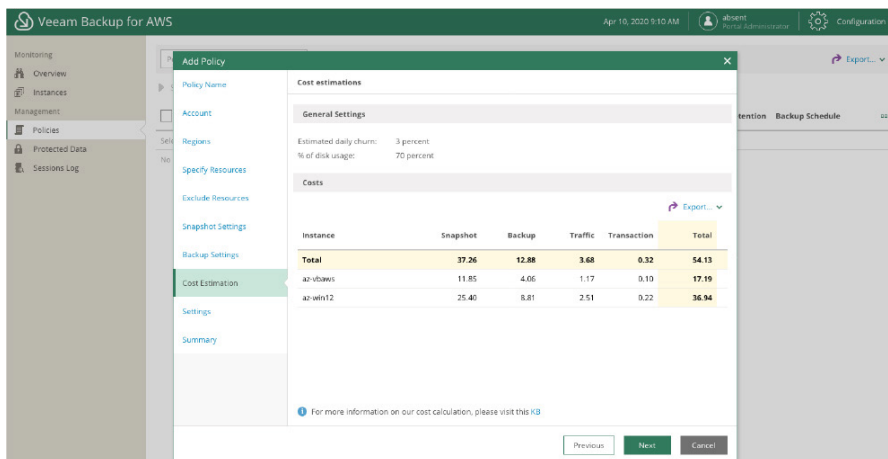 Veeam Backup for AWS
Apr 10, 2020 9:10 AM
absent
Portal Administrator
Configuration
Monitoring
Overview
Instances
Management
Policies
Protected Data
Sessions Log
Export...
Backup Schedule
Add Policy
Policy Name
Account
Regions
Specify Resources
Exclude Resources
Snapshot Settings
Backup Settings
Cost Estimation
Settings
Summary
Cost estimations
General Settings
Estimated daily churn: 3 percent
% of disk usage: 70 percent
Costs
Export...
Instance Snapshot Backup Traffic Transaction Total
Total 37.26 12.88 3.68 0.32 54.13
az-vbaws 11.85 4.06 1.17 0.10 17.19
az-win12 25.40 8.81 2.51 0.22 36.94
For more information on our cost calculation, please visit this KB
Previous Next Cancel